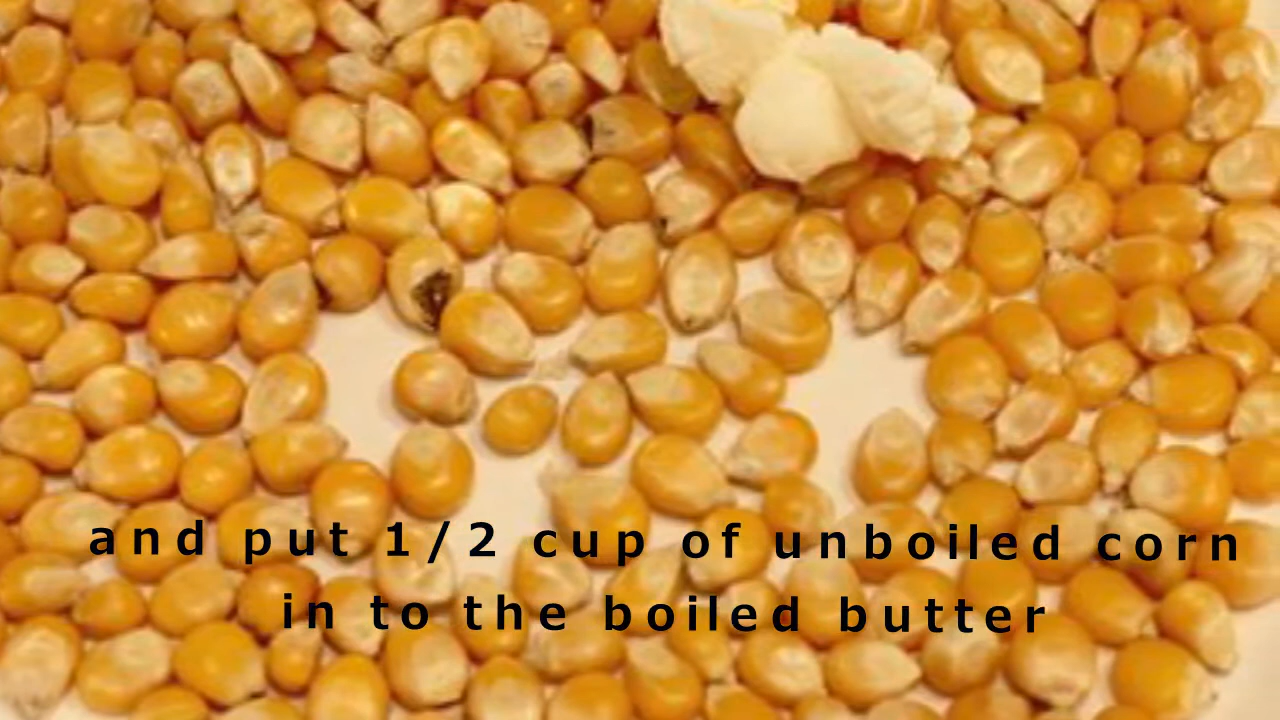 and put 1/2 cup of unboiled corn
in to the boiled butter